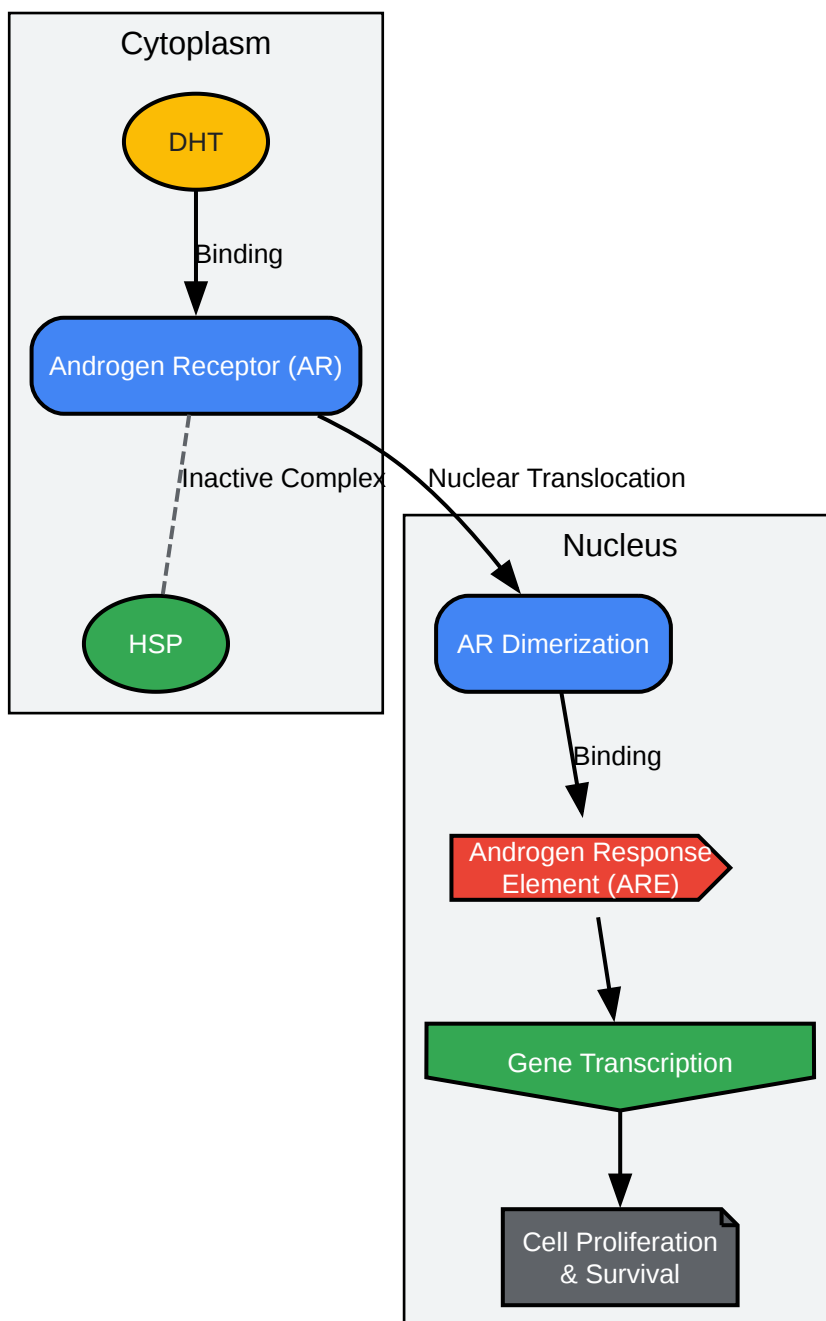 Cytoplasm
DHT
Binding
Androgen Receptor (AR)
Inactive Complex
Nuclear Translocation
HSP
Nucleus
AR Dimerization
Binding
Androgen Response
Element (ARE)
Gene Transcription
Cell Proliferation
& Survival